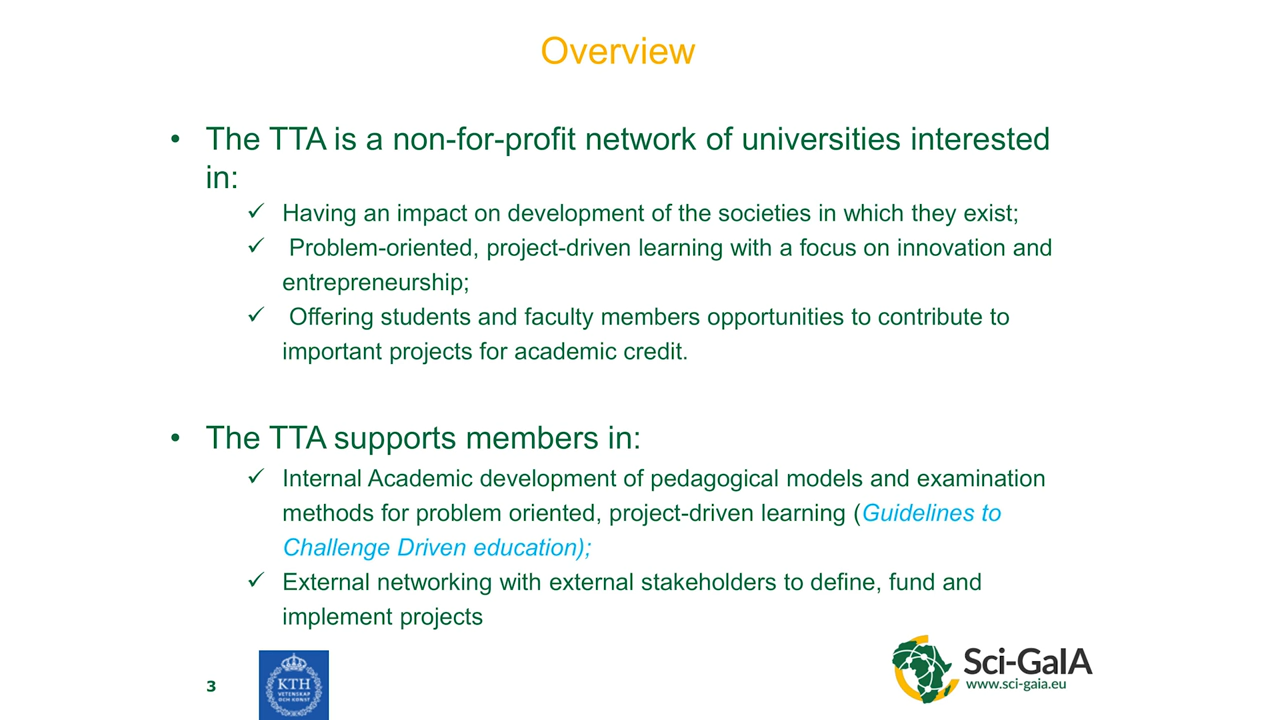 Overview
• The TTA is a non-for-profit network of universities interested
in:
✓ Having an impact on development of the societies in which they exist;
✓ Problem-oriented, project-driven learning with a focus on innovation and
entrepreneurship;
✓ Offering students and faculty members opportunities to contribute to
important projects for academic credit.
• The TTA supports members in:
✓ Internal Academic development of pedagogical models and examination
methods for problem oriented, project-driven learning (Guidelines to
Challenge Driven education);
✓ External networking with external stakeholders to define, fund and
implement projects
3
KTH
VETENSKAP
OCH KONST
Sci-GaIA
www.sci-gaia.eu